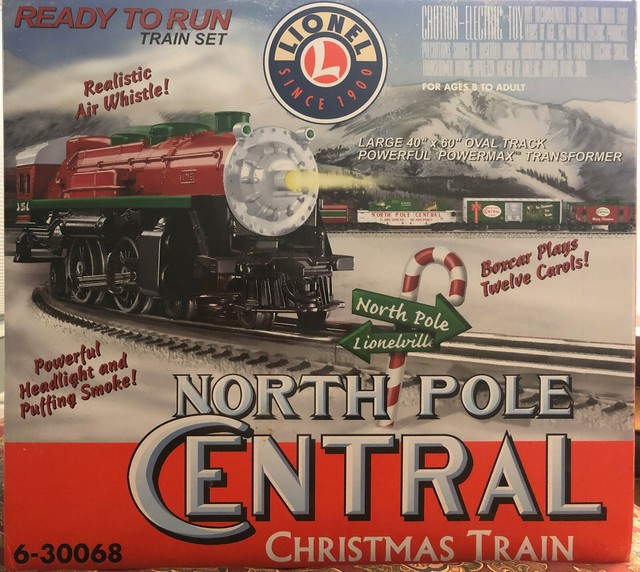 READY TO RUN
TRAIN SET
LIONEL
L
SINCE 1900
CAUTION-ELECTRIC TOY
FOR AGES 8 TO ADULT
Realistic
Air Whistle!
LARGE 40" x 60" OVAL TRACK
POWERFUL POWERMAX™ TRANSFORMER
NORTH POLE CENTRAL
Boxcar Plays
Twelve Carols!
North Pole
Lionelville
Powerful
Headlight and
Puffing Smoke!
NORTH POLE
CENTRAL
CHRISTMAS TRAIN
6-30068